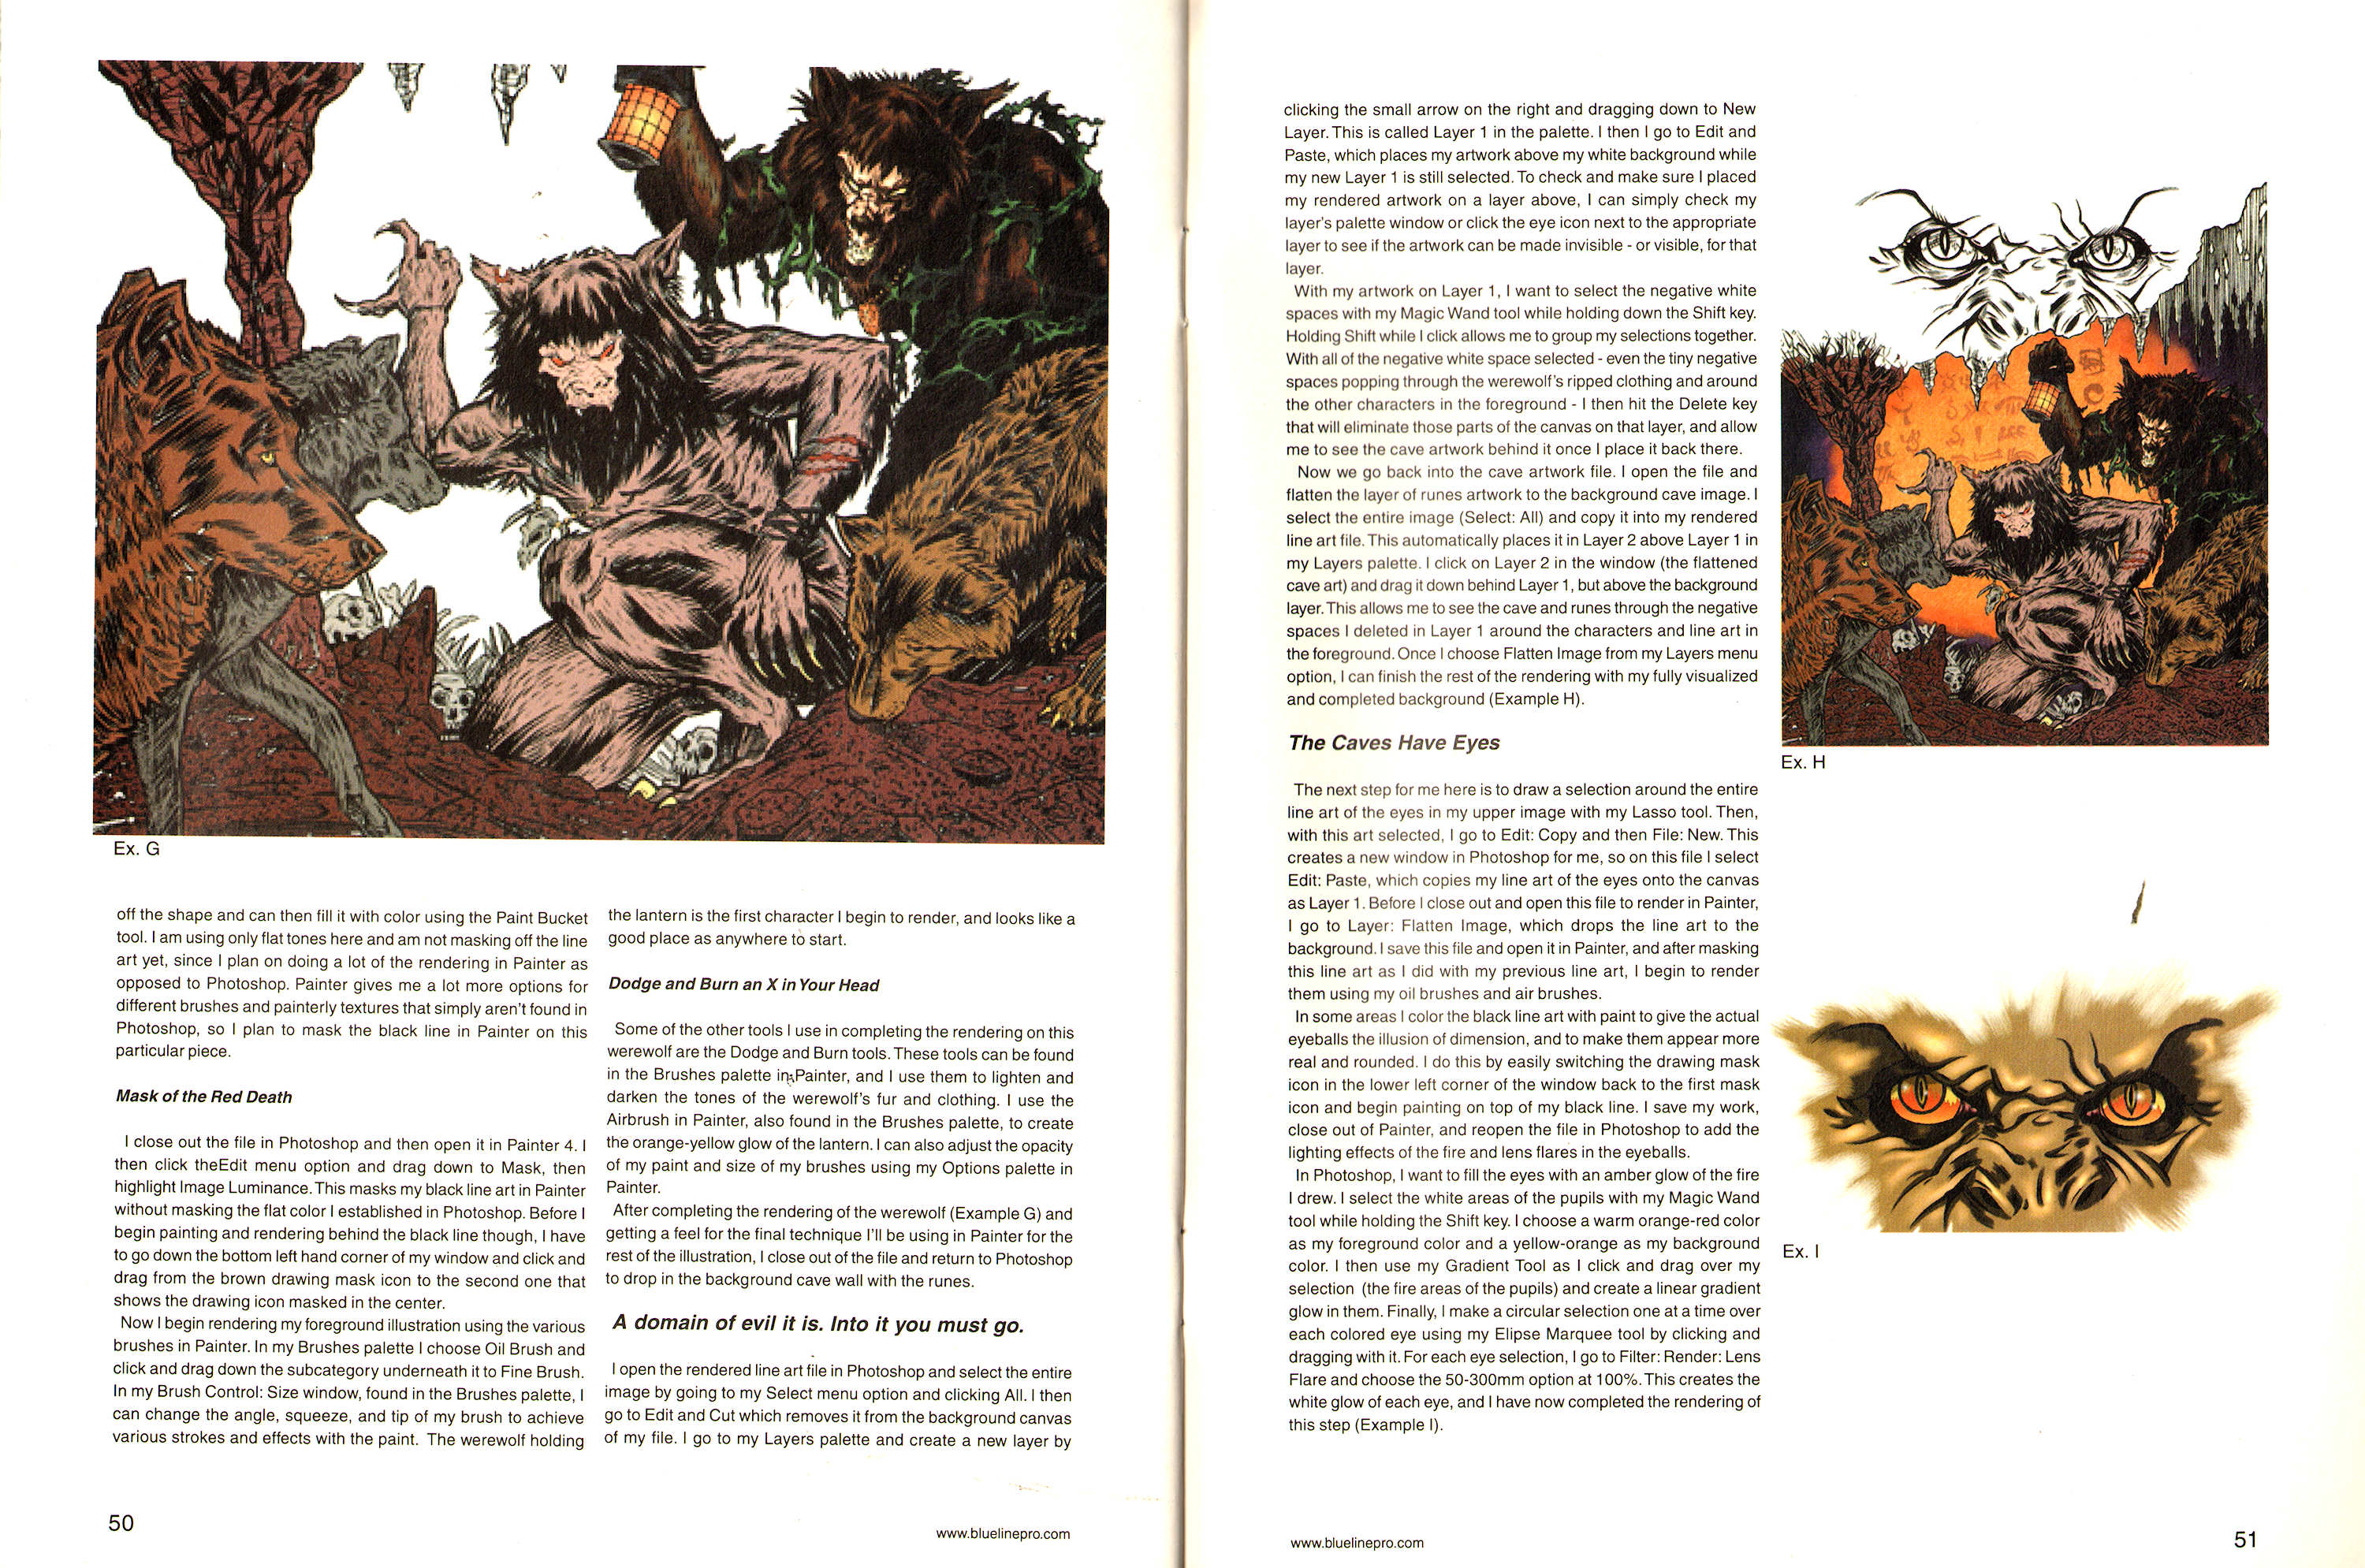 Ex. G
off the shape and can then fill it with color using the Paint Bucket
tool. I am using only flat tones here and am not masking off the line
art yet, since I plan on doing a lot of the rendering in Painter as
opposed to Photoshop. Painter gives me a lot more options for
different brushes and painterly textures that simply aren't found in
Photoshop, so I plan to mask the black line in Painter on this
particular piece.
Mask of the Red Death
I close out the file in Photoshop and then open it in Painter 4. I
then click theEdit menu option and drag down to Mask, then
highlight Image Luminance. This masks my black line art in Painter
without masking the flat color I established in Photoshop. Before I
begin painting and rendering behind the black line though, I have
to go down the bottom left hand corner of my window and click and
drag from the brown drawing mask icon to the second one that
shows the drawing icon masked in the center.
Now I begin rendering my foreground illustration using the various
brushes in Painter. In my Brushes palette I choose Oil Brush and
click and drag down the subcategory underneath it to Fine Brush.
In my Brush Control: Size window, found in the Brushes palette, I
can change the angle, squeeze, and tip of my brush to achieve
various strokes and effects with the paint. The werewolf holding
the lantern is the first character I begin to render, and looks like a
good place as anywhere to start.
Dodge and Burn an X in Your Head
Some of the other tools I use in completing the rendering on this
werewolf are the Dodge and Burn tools. These tools can be found
in the Brushes palette in Painter, and I use them to lighten and
darken the tones of the werewolf's fur and clothing. I use the
Airbrush in Painter, also found in the Brushes palette, to create
the orange-yellow glow of the lantern. I can also adjust the opacity
of my paint and size of my brushes using my Options palette in
Painter.
After completing the rendering of the werewolf (Example G) and
getting a feel for the final technique I'll be using in Painter for the
rest of the illustration, I close out of the file and return to Photoshop
to drop in the background cave wall with the runes.
A domain of evil it is. Into it you must go.
I open the rendered line art file in Photoshop and select the entire
image by going to my Select menu option and clicking All. I then
go to Edit and Cut which removes it from the background canvas
of my file. I go to my Layers palette and create a new layer by
50
www.bluelinepro.com
clicking the small arrow on the right and dragging down to New
Layer. This is called Layer 1 in the palette. I then I go to Edit and
Paste, which places my artwork above my white background while
my new Layer 1 is still selected. To check and make sure I placed
my rendered artwork on a layer above, I can simply check my
layer's palette window or click the eye icon next to the appropriate
layer to see if the artwork can be made invisible - or visible, for that
layer.
With my artwork on Layer 1, I want to select the negative white
spaces with my Magic Wand tool while holding down the Shift key.
Holding Shift while I click allows me to group my selections together.
With all of the negative white space selected - even the tiny negative
spaces popping through the werewolf's ripped clothing and around
the other characters in the foreground - I then hit the Delete key
that will eliminate those parts of the canvas on that layer, and allow
me to see the cave artwork behind it once I place it back there.
Now we go back into the cave artwork file. I open the file and
flatten the layer of runes artwork to the background cave image. I
select the entire image (Select: All) and copy it into my rendered
line art file. This automatically places it in Layer 2 above Layer 1 in
my Layers palette. I click on Layer 2 in the window (the flattened
cave art) and drag it down behind Layer 1, but above the background
layer. This allows me to see the cave and runes through the negative
spaces I deleted in Layer 1 around the characters and line art in
the foreground. Once I choose Flatten Image from my Layers menu
option, I can finish the rest of the rendering with my fully visualized
and completed background (Example H).
The Caves Have Eyes
The next step for me here is to draw a selection around the entire
line art of the eyes in my upper image with my Lasso tool. Then,
with this art selected, I go to Edit: Copy and then File: New. This
creates a new window in Photoshop for me, so on this file I select
Edit: Paste, which copies my line art of the eyes onto the canvas
as Layer 1. Before I close out and open this file to render in Painter,
I go to Layer: Flatten Image, which drops the line art to the
background. I save this file and open it in Painter, and after masking
this line art as I did with my previous line art, I begin to render
them using my oil brushes and air brushes.
In some areas I color the black line art with paint to give the actual
eyeballs the illusion of dimension, and to make them appear more
real and rounded. I do this by easily switching the drawing mask
icon in the lower left corner of the window back to the first mask
icon and begin painting on top of my black line. I save my work,
close out of Painter, and reopen the file in Photoshop to add the
lighting effects of the fire and lens flares in the eyeballs.
In Photoshop, I want to fill the eyes with an amber glow of the fire
I drew. I select the white areas of the pupils with my Magic Wand
tool while holding the Shift key. I choose a warm orange-red color
as my foreground color and a yellow-orange as my background
color. I then use my Gradient Tool as I click and drag over my
selection (the fire areas of the pupils) and create a linear gradient
glow in them. Finally, I make a circular selection one at a time over
each colored eye using my Elipse Marquee tool by clicking and
dragging with it. For each eye selection, I go to Filter: Render: Lens
Flare and choose the 50-300mm option at 100%. This creates the
white glow of each eye, and I have now completed the rendering of
this step (Example I).
Ex. H
Ex. I
www.bluelinepro.com
51